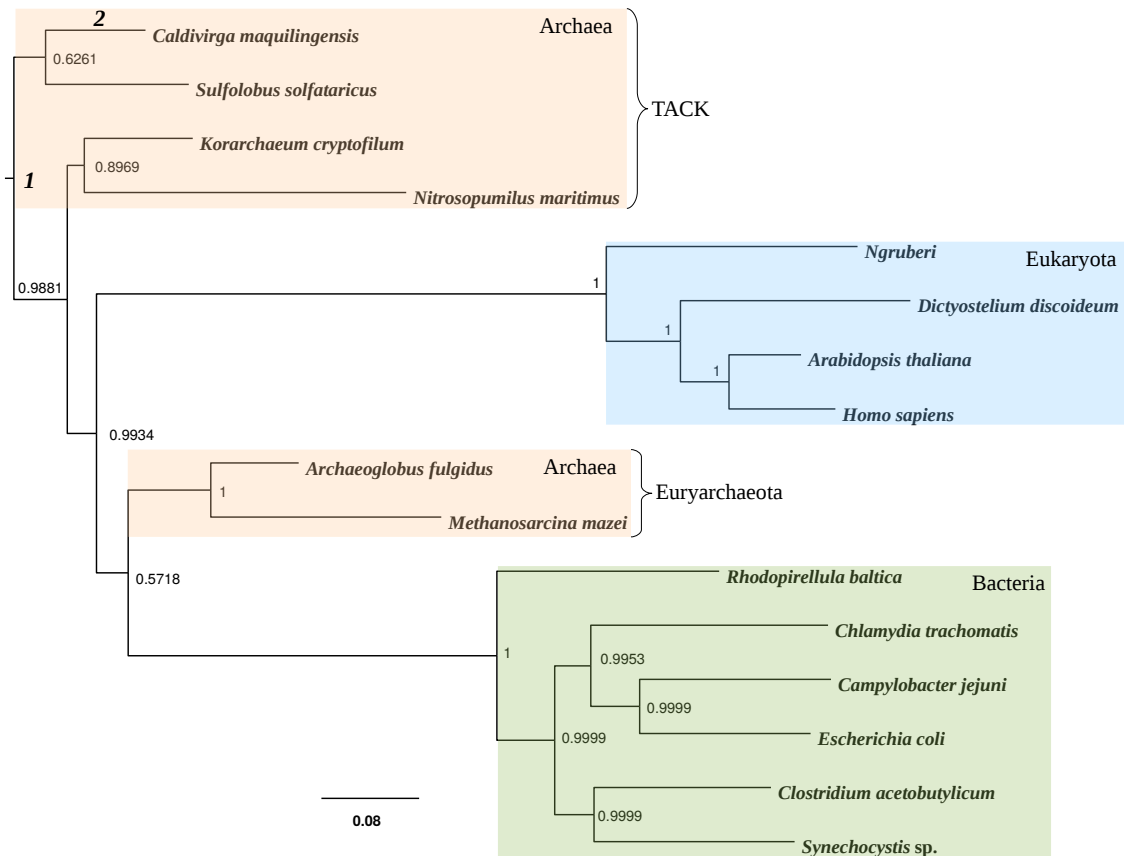 2
Archaea
Caldivirga maquilingensis
0.6261
Sulfolobus solfataricus
TACK
Korarchaeum cryptofilum
0.8969
1
Nitrosopumilus maritimus
Ngruberi
Eukaryota
0.9881
1
Dictyostelium discoideum
1
Arabidopsis thaliana
1
Homo sapiens
0.9934
Archaeoglobus fulgidus
Archaea
1
Euryarchaeota
Methanosarcina mazei
0.5718
Rhodopirellula baltica
Bacteria
Chlamydia trachomatis
1
0.9953
Campylobacter jejuni
0.9999
0.9999
Escherichia coli
Clostridium acetobutylicum
0.9999
0.08
Synechocystis sp.